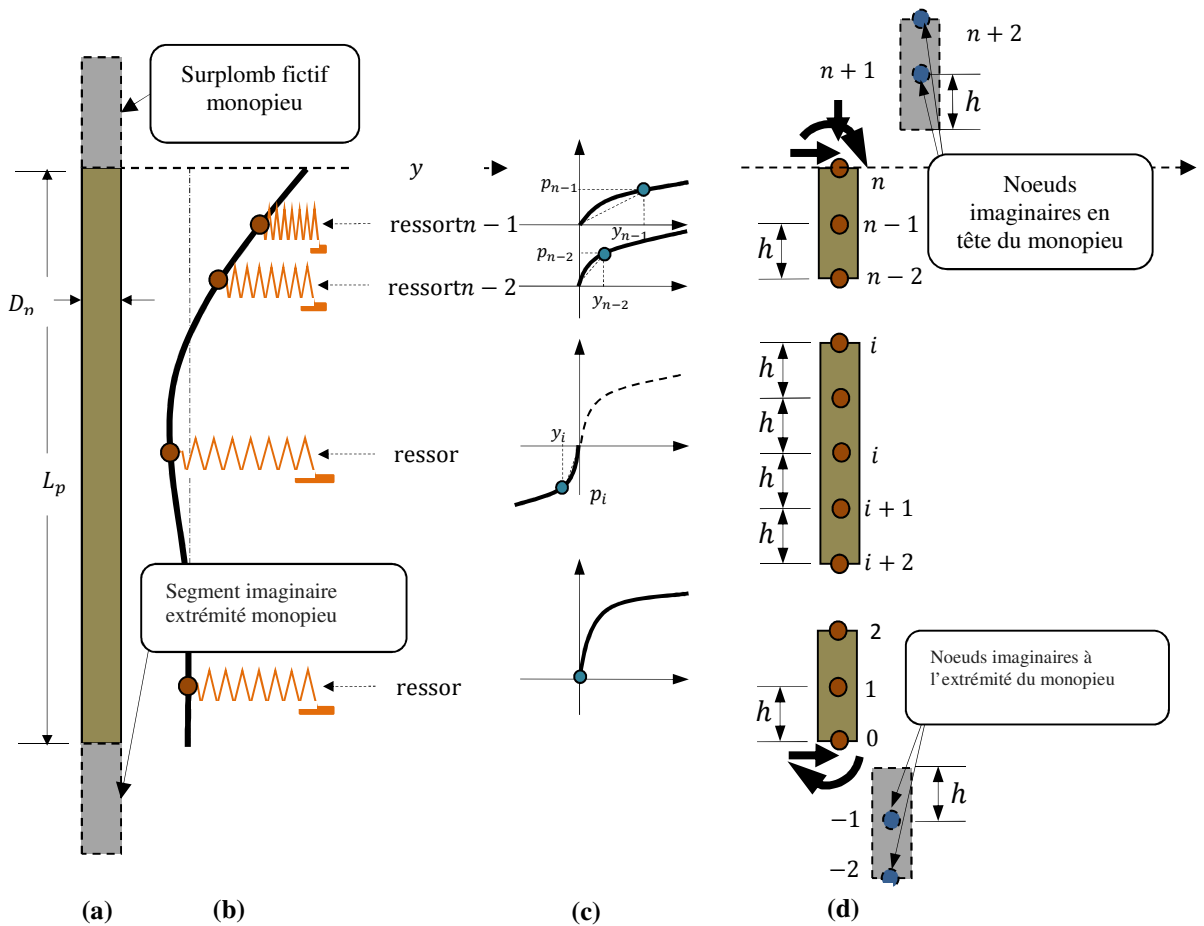 Surplomb fictif
monopieu
n + 2
n + 1
h
y
n
p_{n−1}
y_{n−1}
ressortn − 1
n − 1
Noeuds
imaginaires en
tête du monopieu
p_{n−2}
y_{n−2}
ressortn − 2
h
n − 2
D_p
i
h
h
y_i
ressor
i
L_p
p_i
h
i + 1
h
i + 2
Segment imaginaire
extrémité monopieu
2
Noeuds imaginaires à
l'extrémité du monopieu
ressor
1
h
0
h
−1
−2
(a)
(b)
(c)
(d)